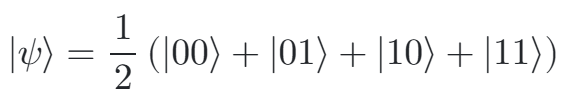 |ψ⟩ = 1/2 (|00⟩ + |01⟩ + |10⟩ + |11⟩)